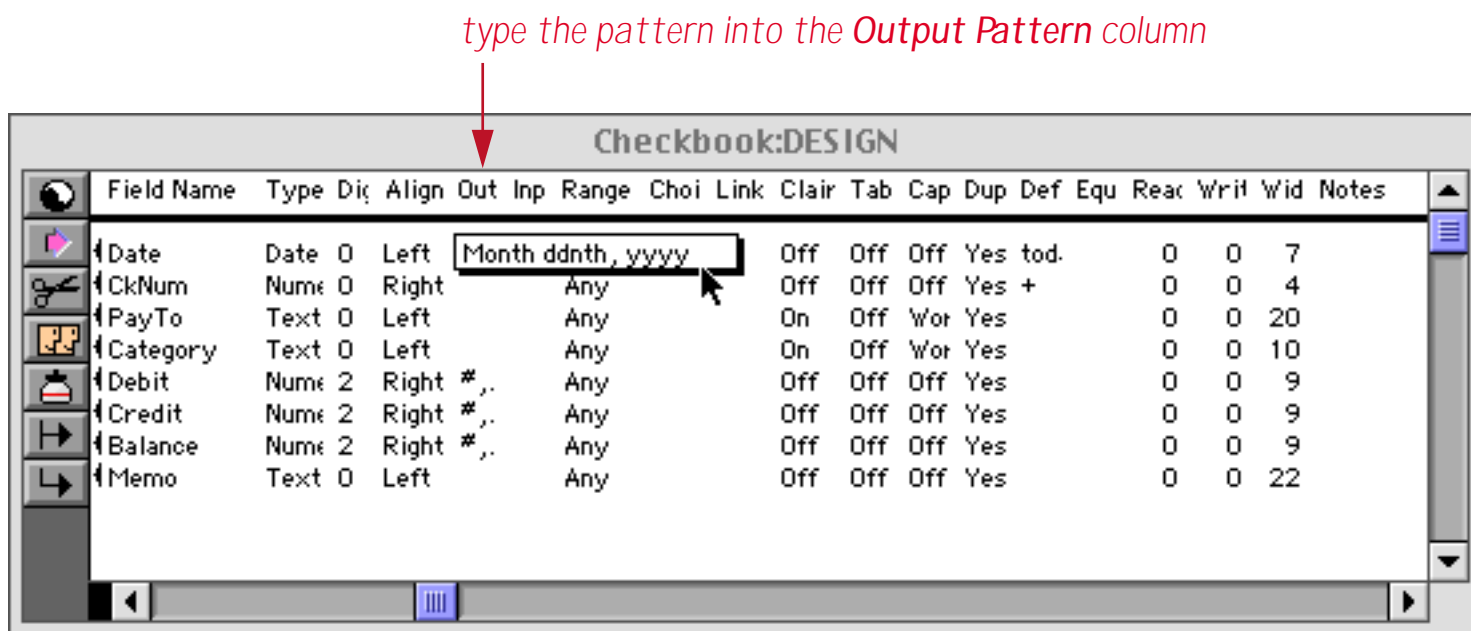 type the pattern into the Output Pattern column
Checkbook:DESIGN
Field Name Type Dig Align Out Inp Range Choi Link Clair Tab Cap Dup Def Equ Read Writ Wid Notes
Date Date 0 Left Month ddnth, yyyy Off Off Off Yes tod. 0 0 7
CkNum Nume 0 Right Any Off Off Off Yes + 0 0 4
PayTo Text 0 Left Any On Off Wor Yes 0 0 20
Category Text 0 Left Any On Off Wor Yes 0 0 10
Debit Nume 2 Right #,. Any Off Off Off Yes 0 0 9
Credit Nume 2 Right #,. Any Off Off Off Yes 0 0 9
Balance Nume 2 Right #,. Any Off Off Off Yes 0 0 9
Memo Text 0 Left Any Off Off Off Yes 0 0 22